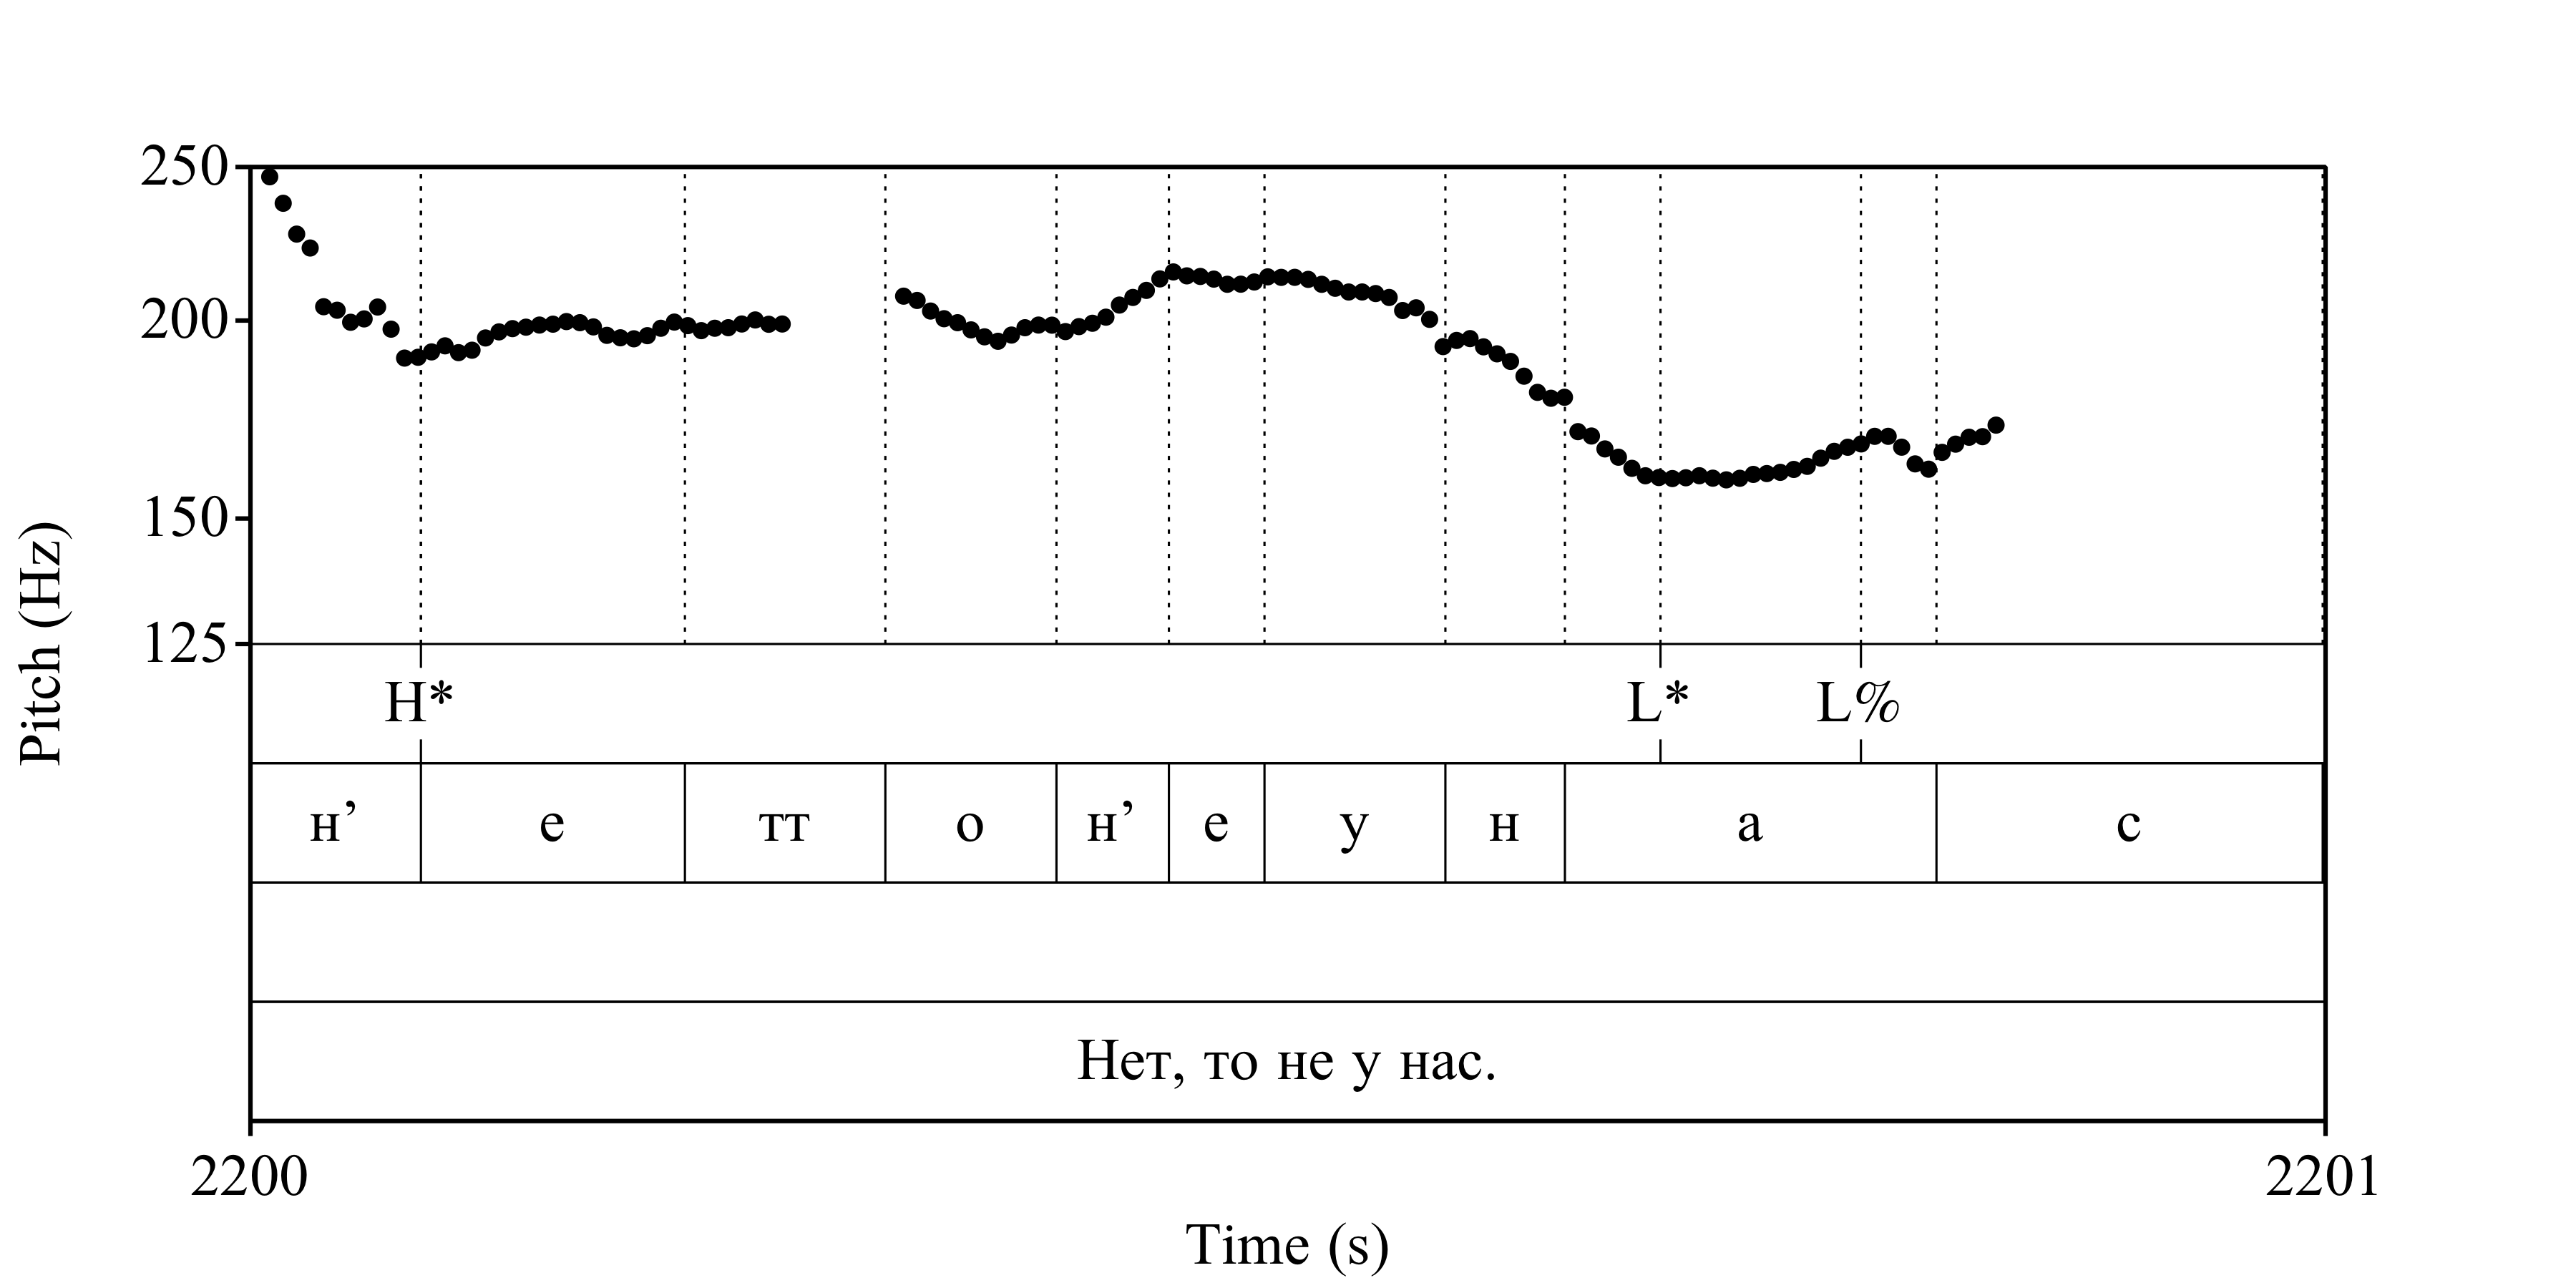 250
200
150
125
Pitch (Hz)
H* L* L%
н’ е тт о н’ е у н а с
Нет, то не у нас.
2200 2201
Time (s)